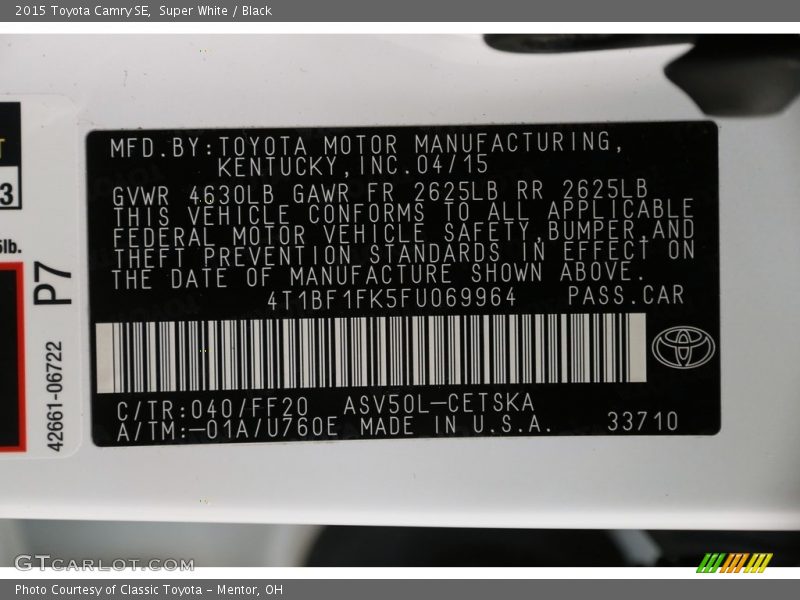 2015 Toyota Camry SE, Super White / Black
T
3
5lb.
P7
42661-06722
MFD.BY:TOYOTA MOTOR MANUFACTURING,
KENTUCKY,INC.04/15
GVWR 4630LB GAWR FR 2625LB RR 2625LB
THIS VEHICLE CONFORMS TO ALL APPLICABLE
FEDERAL MOTOR VEHICLE SAFETY,BUMPER,AND
THEFT PREVENTION STANDARDS IN EFFECT ON
THE DATE OF MANUFACTURE SHOWN ABOVE.
4T1BF1FK5FU069964 PASS.CAR
C/TR:040/FF20 ASV50L-CETSKA
A/TM:-01A/U760E MADE IN U.S.A. 33710
GTCARLOT.COM
Photo Courtesy of Classic Toyota - Mentor, OH